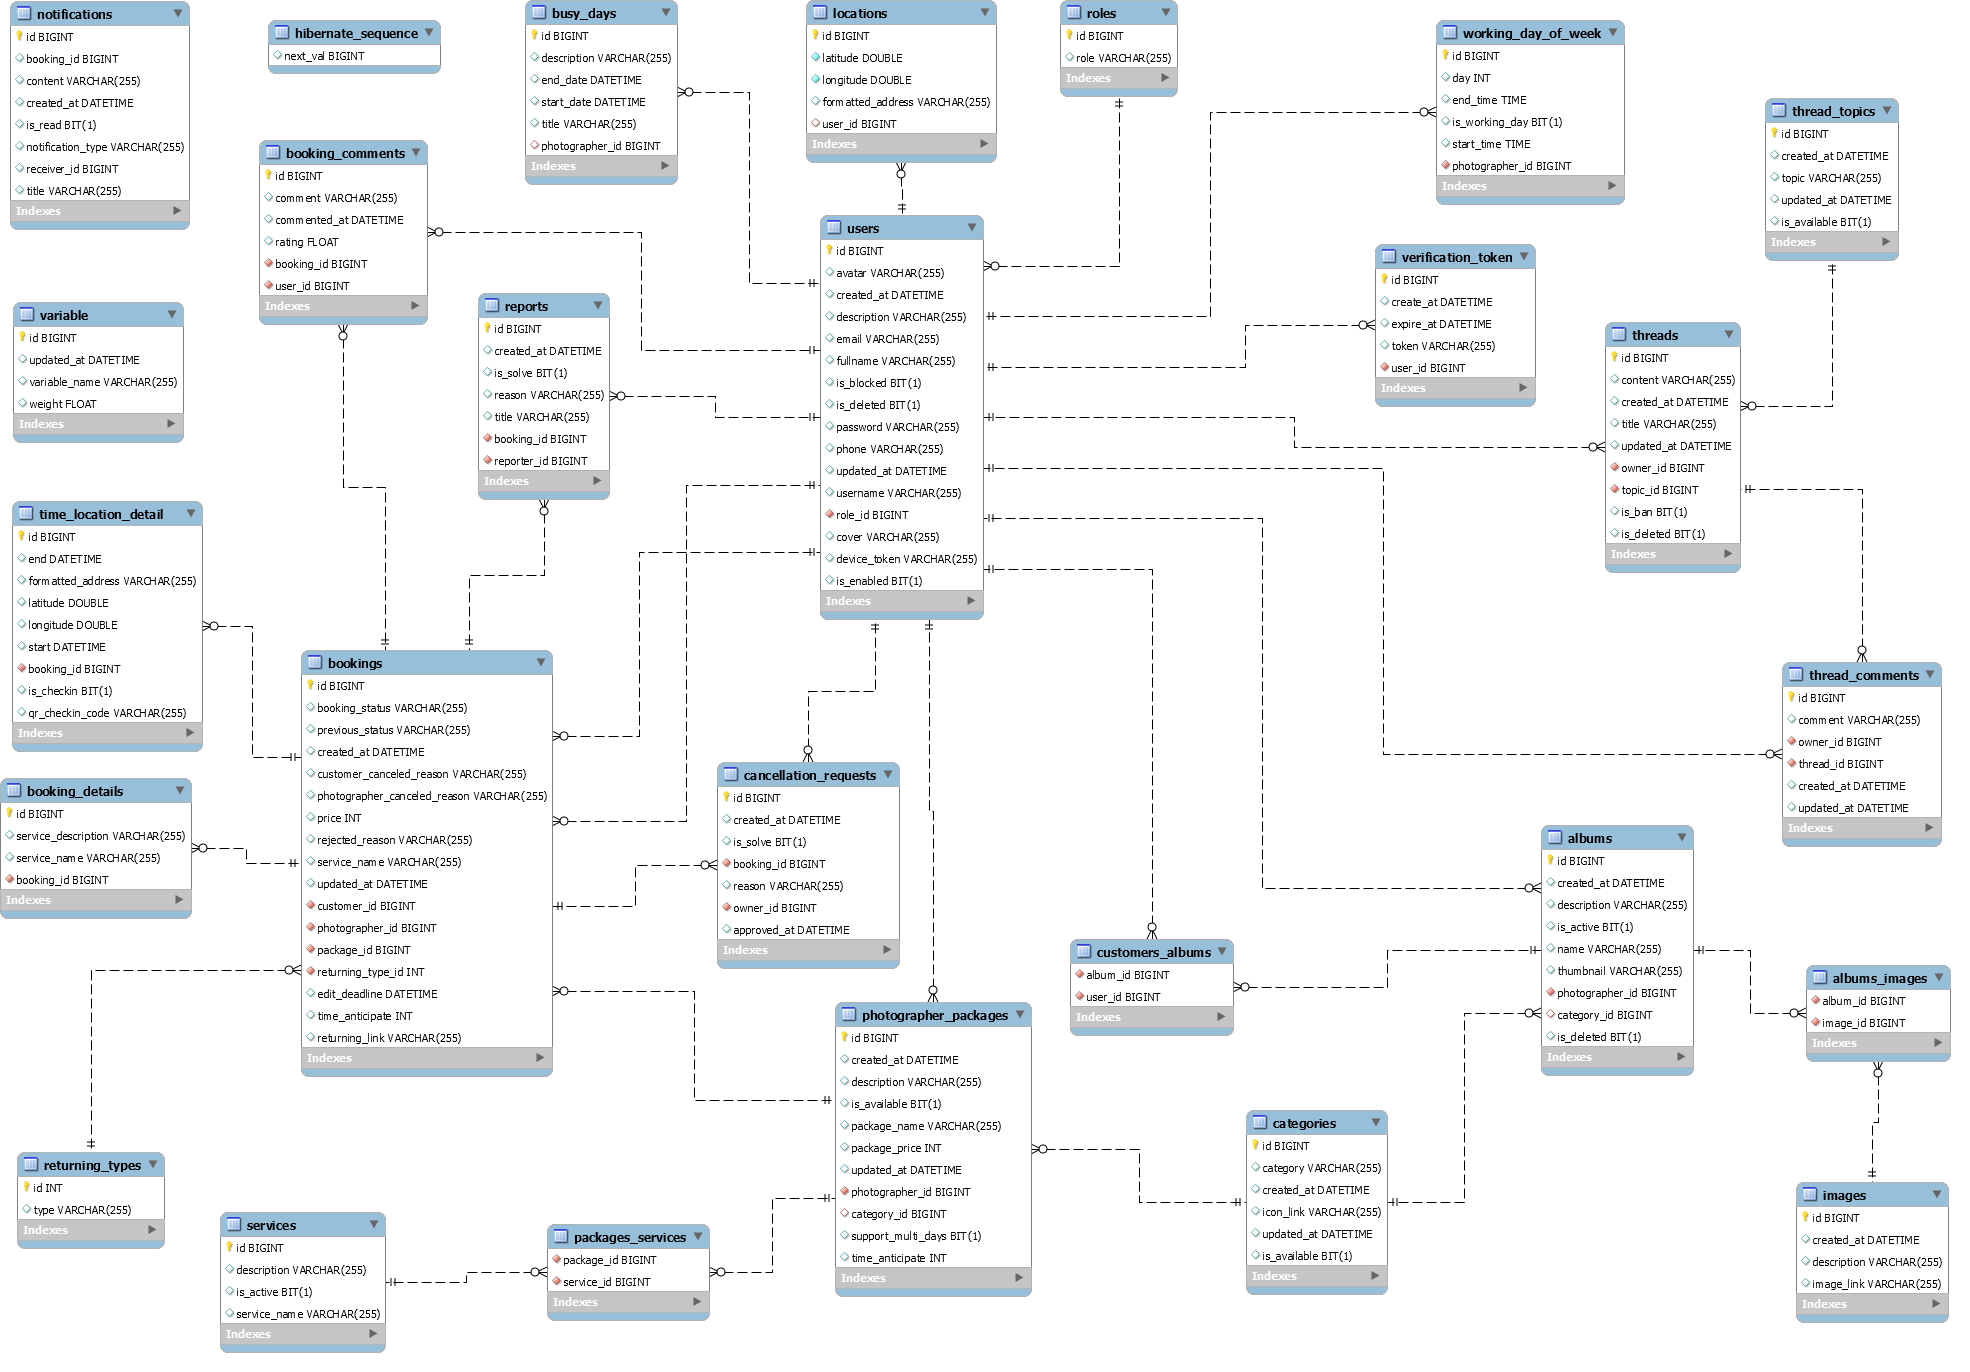 notifications
id BIGINT
booking_id BIGINT
content VARCHAR(255)
created_at DATETIME
is_read BIT(1)
notification_type VARCHAR(255)
receiver_id BIGINT
title VARCHAR(255)
Indexes
hibernate_sequence
next_val BIGINT
busy_days
id BIGINT
description VARCHAR(255)
end_date DATETIME
start_date DATETIME
title VARCHAR(255)
photographer_id BIGINT
Indexes
locations
id BIGINT
latitude DOUBLE
longitude DOUBLE
formatted_address VARCHAR(255)
user_id BIGINT
Indexes
roles
id BIGINT
role VARCHAR(255)
Indexes
working_day_of_week
id BIGINT
day INT
end_time TIME
is_working_day BIT(1)
start_time TIME
photographer_id BIGINT
Indexes
thread_topics
id BIGINT
created_at DATETIME
topic VARCHAR(255)
updated_at DATETIME
is_available BIT(1)
Indexes
booking_comments
id BIGINT
comment VARCHAR(255)
commented_at DATETIME
rating FLOAT
booking_id BIGINT
user_id BIGINT
Indexes
users
id BIGINT
avatar VARCHAR(255)
created_at DATETIME
description VARCHAR(255)
email VARCHAR(255)
fullname VARCHAR(255)
is_blocked BIT(1)
is_deleted BIT(1)
password VARCHAR(255)
phone VARCHAR(255)
updated_at DATETIME
username VARCHAR(255)
role_id BIGINT
cover VARCHAR(255)
device_token VARCHAR(255)
is_enabled BIT(1)
Indexes
verification_token
id BIGINT
create_at DATETIME
expire_at DATETIME
token VARCHAR(255)
user_id BIGINT
Indexes
variable
id BIGINT
updated_at DATETIME
variable_name VARCHAR(255)
weight FLOAT
Indexes
reports
id BIGINT
created_at DATETIME
is_solve BIT(1)
reason VARCHAR(255)
title VARCHAR(255)
booking_id BIGINT
reporter_id BIGINT
Indexes
threads
id BIGINT
content VARCHAR(255)
created_at DATETIME
title VARCHAR(255)
updated_at DATETIME
owner_id BIGINT
topic_id BIGINT
is_ban BIT(1)
is_deleted BIT(1)
Indexes
time_location_detail
id BIGINT
end DATETIME
formatted_address VARCHAR(255)
latitude DOUBLE
longitude DOUBLE
start DATETIME
booking_id BIGINT
is_checkin BIT(1)
qr_checkin_code VARCHAR(255)
Indexes
bookings
id BIGINT
booking_status VARCHAR(255)
previous_status VARCHAR(255)
created_at DATETIME
customer_canceled_reason VARCHAR(255)
photographer_canceled_reason VARCHAR(255)
price INT
rejected_reason VARCHAR(255)
service_name VARCHAR(255)
updated_at DATETIME
customer_id BIGINT
photographer_id BIGINT
package_id BIGINT
returning_type_id INT
edit_deadline DATETIME
time_anticipate INT
returning_link VARCHAR(255)
Indexes
thread_comments
id BIGINT
comment VARCHAR(255)
owner_id BIGINT
thread_id BIGINT
created_at DATETIME
updated_at DATETIME
Indexes
booking_details
id BIGINT
service_description VARCHAR(255)
service_name VARCHAR(255)
booking_id BIGINT
Indexes
cancellation_requests
id BIGINT
created_at DATETIME
is_solve BIT(1)
booking_id BIGINT
reason VARCHAR(255)
owner_id BIGINT
approved_at DATETIME
Indexes
albums
id BIGINT
created_at DATETIME
description VARCHAR(255)
is_active BIT(1)
name VARCHAR(255)
thumbnail VARCHAR(255)
photographer_id BIGINT
category_id BIGINT
is_deleted BIT(1)
Indexes
customers_albums
album_id BIGINT
user_id BIGINT
Indexes
albums_images
album_id BIGINT
image_id BIGINT
Indexes
photographer_packages
id BIGINT
created_at DATETIME
description VARCHAR(255)
is_available BIT(1)
package_name VARCHAR(255)
package_price INT
updated_at DATETIME
photographer_id BIGINT
category_id BIGINT
support_multi_days BIT(1)
time_anticipate INT
Indexes
categories
id BIGINT
category VARCHAR(255)
created_at DATETIME
icon_link VARCHAR(255)
updated_at DATETIME
is_available BIT(1)
Indexes
returning_types
id INT
type VARCHAR(255)
Indexes
images
id BIGINT
created_at DATETIME
description VARCHAR(255)
image_link VARCHAR(255)
Indexes
services
id BIGINT
description VARCHAR(255)
is_active BIT(1)
service_name VARCHAR(255)
Indexes
packages_services
package_id BIGINT
service_id BIGINT
Indexes